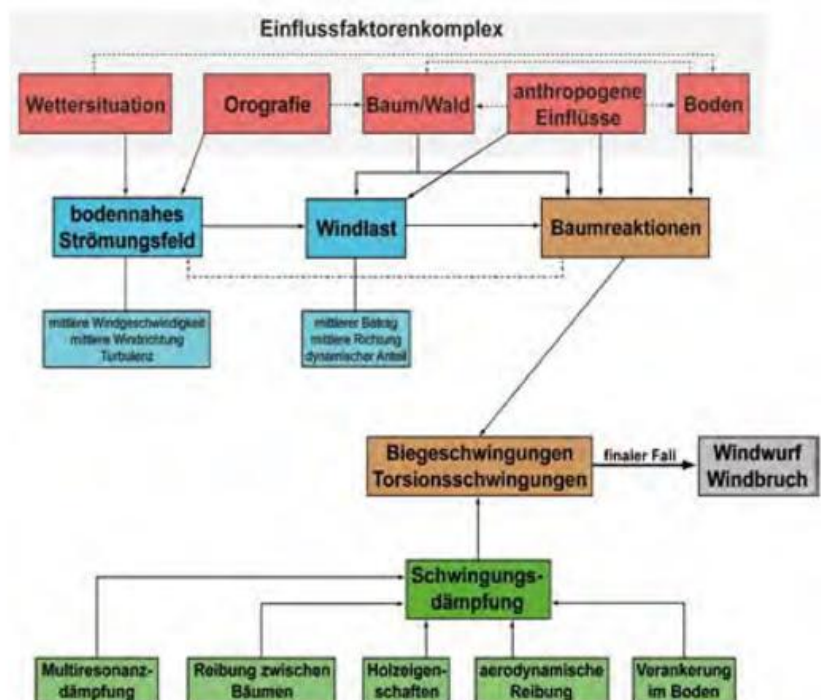 Einflussfaktorenkomplex
Wettersituation
Orografie
Baum/Wald
anthropogene
Einflüsse
Boden
bodennahes
Strömungsfeld
Windlast
Baumreaktionen
mittlere Windgeschwindigkeit
mittlere Windrichtung
Turbulenz
mittlerer Betrag
mittlere Richtung
dynamischer Anteil
Biegeschwingungen
Torsionsschwingungen
finaler Fall
Windwurf
Windbruch
Schwingungs-
dämpfung
Multiresonanz-
dämpfung
Reibung zwischen
Bäumen
Holzeigen-
schaften
aerodynamische
Reibung
Verankerung
im Boden